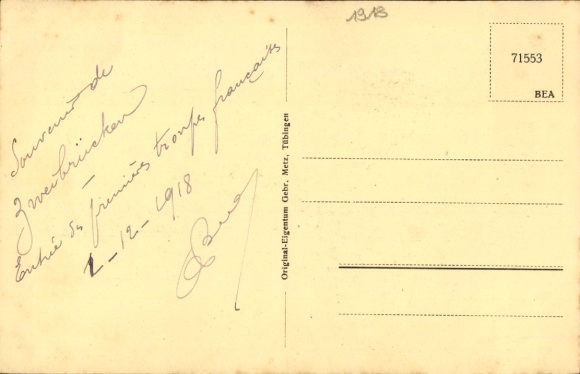 1918
Souvenir de
Zweibrücken
Entrée des premières troupes françaises
1-12-1918
Original-Eigentum Gebr. Metz, Tübingen
71553
BEA